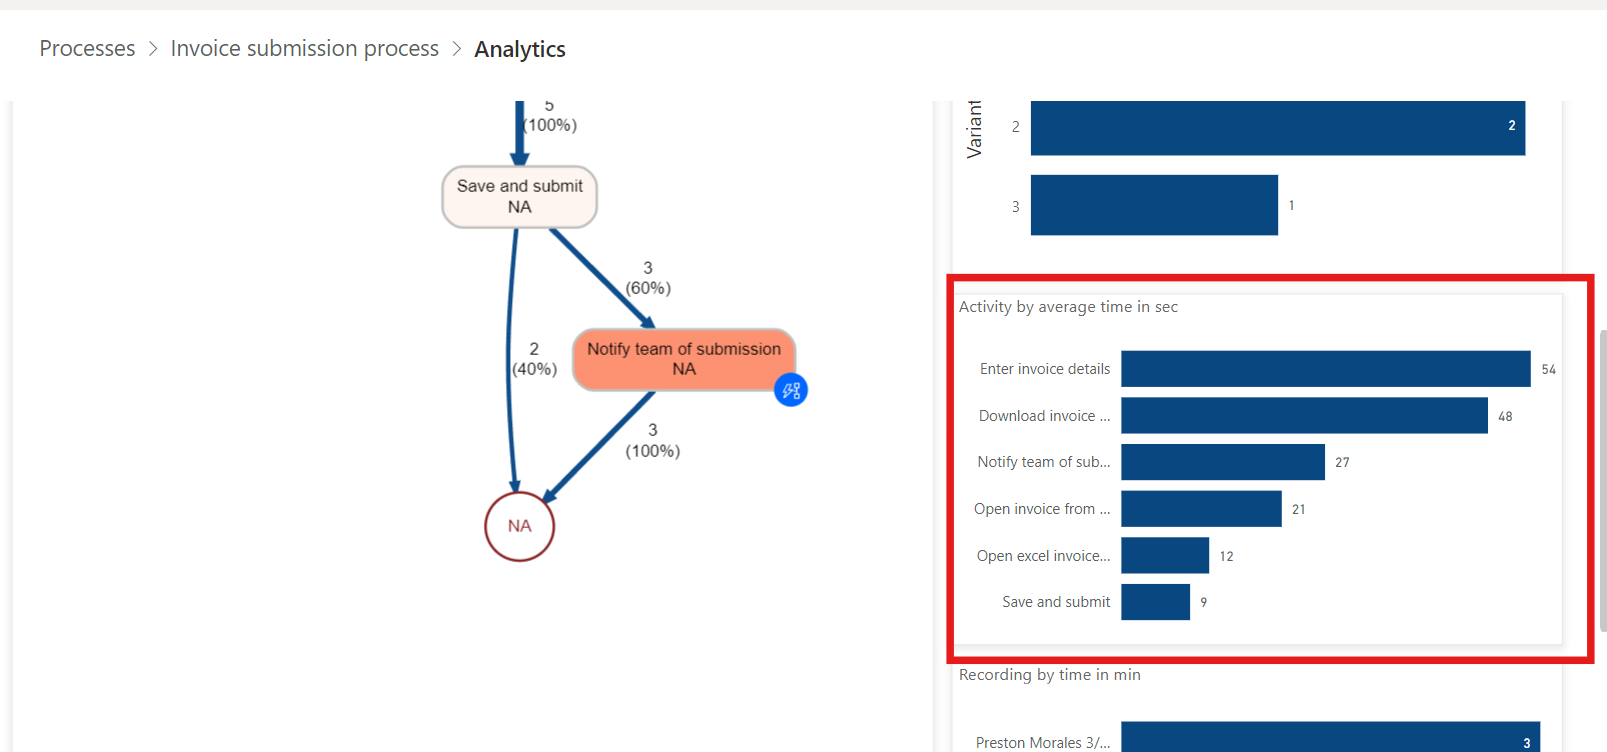 Processes > Invoice submission process > Analytics
5
(100%)
Save and submit
NA
3
(60%)
2
(40%)
Notify team of submission
NA
3
(100%)
NA
Variant
2
2
3
1
Activity by average time in sec
Enter invoice details 54
Download invoice ... 48
Notify team of sub... 27
Open invoice from ... 21
Open excel invoice... 12
Save and submit 9
Recording by time in min
Preston Morales 3/... 3